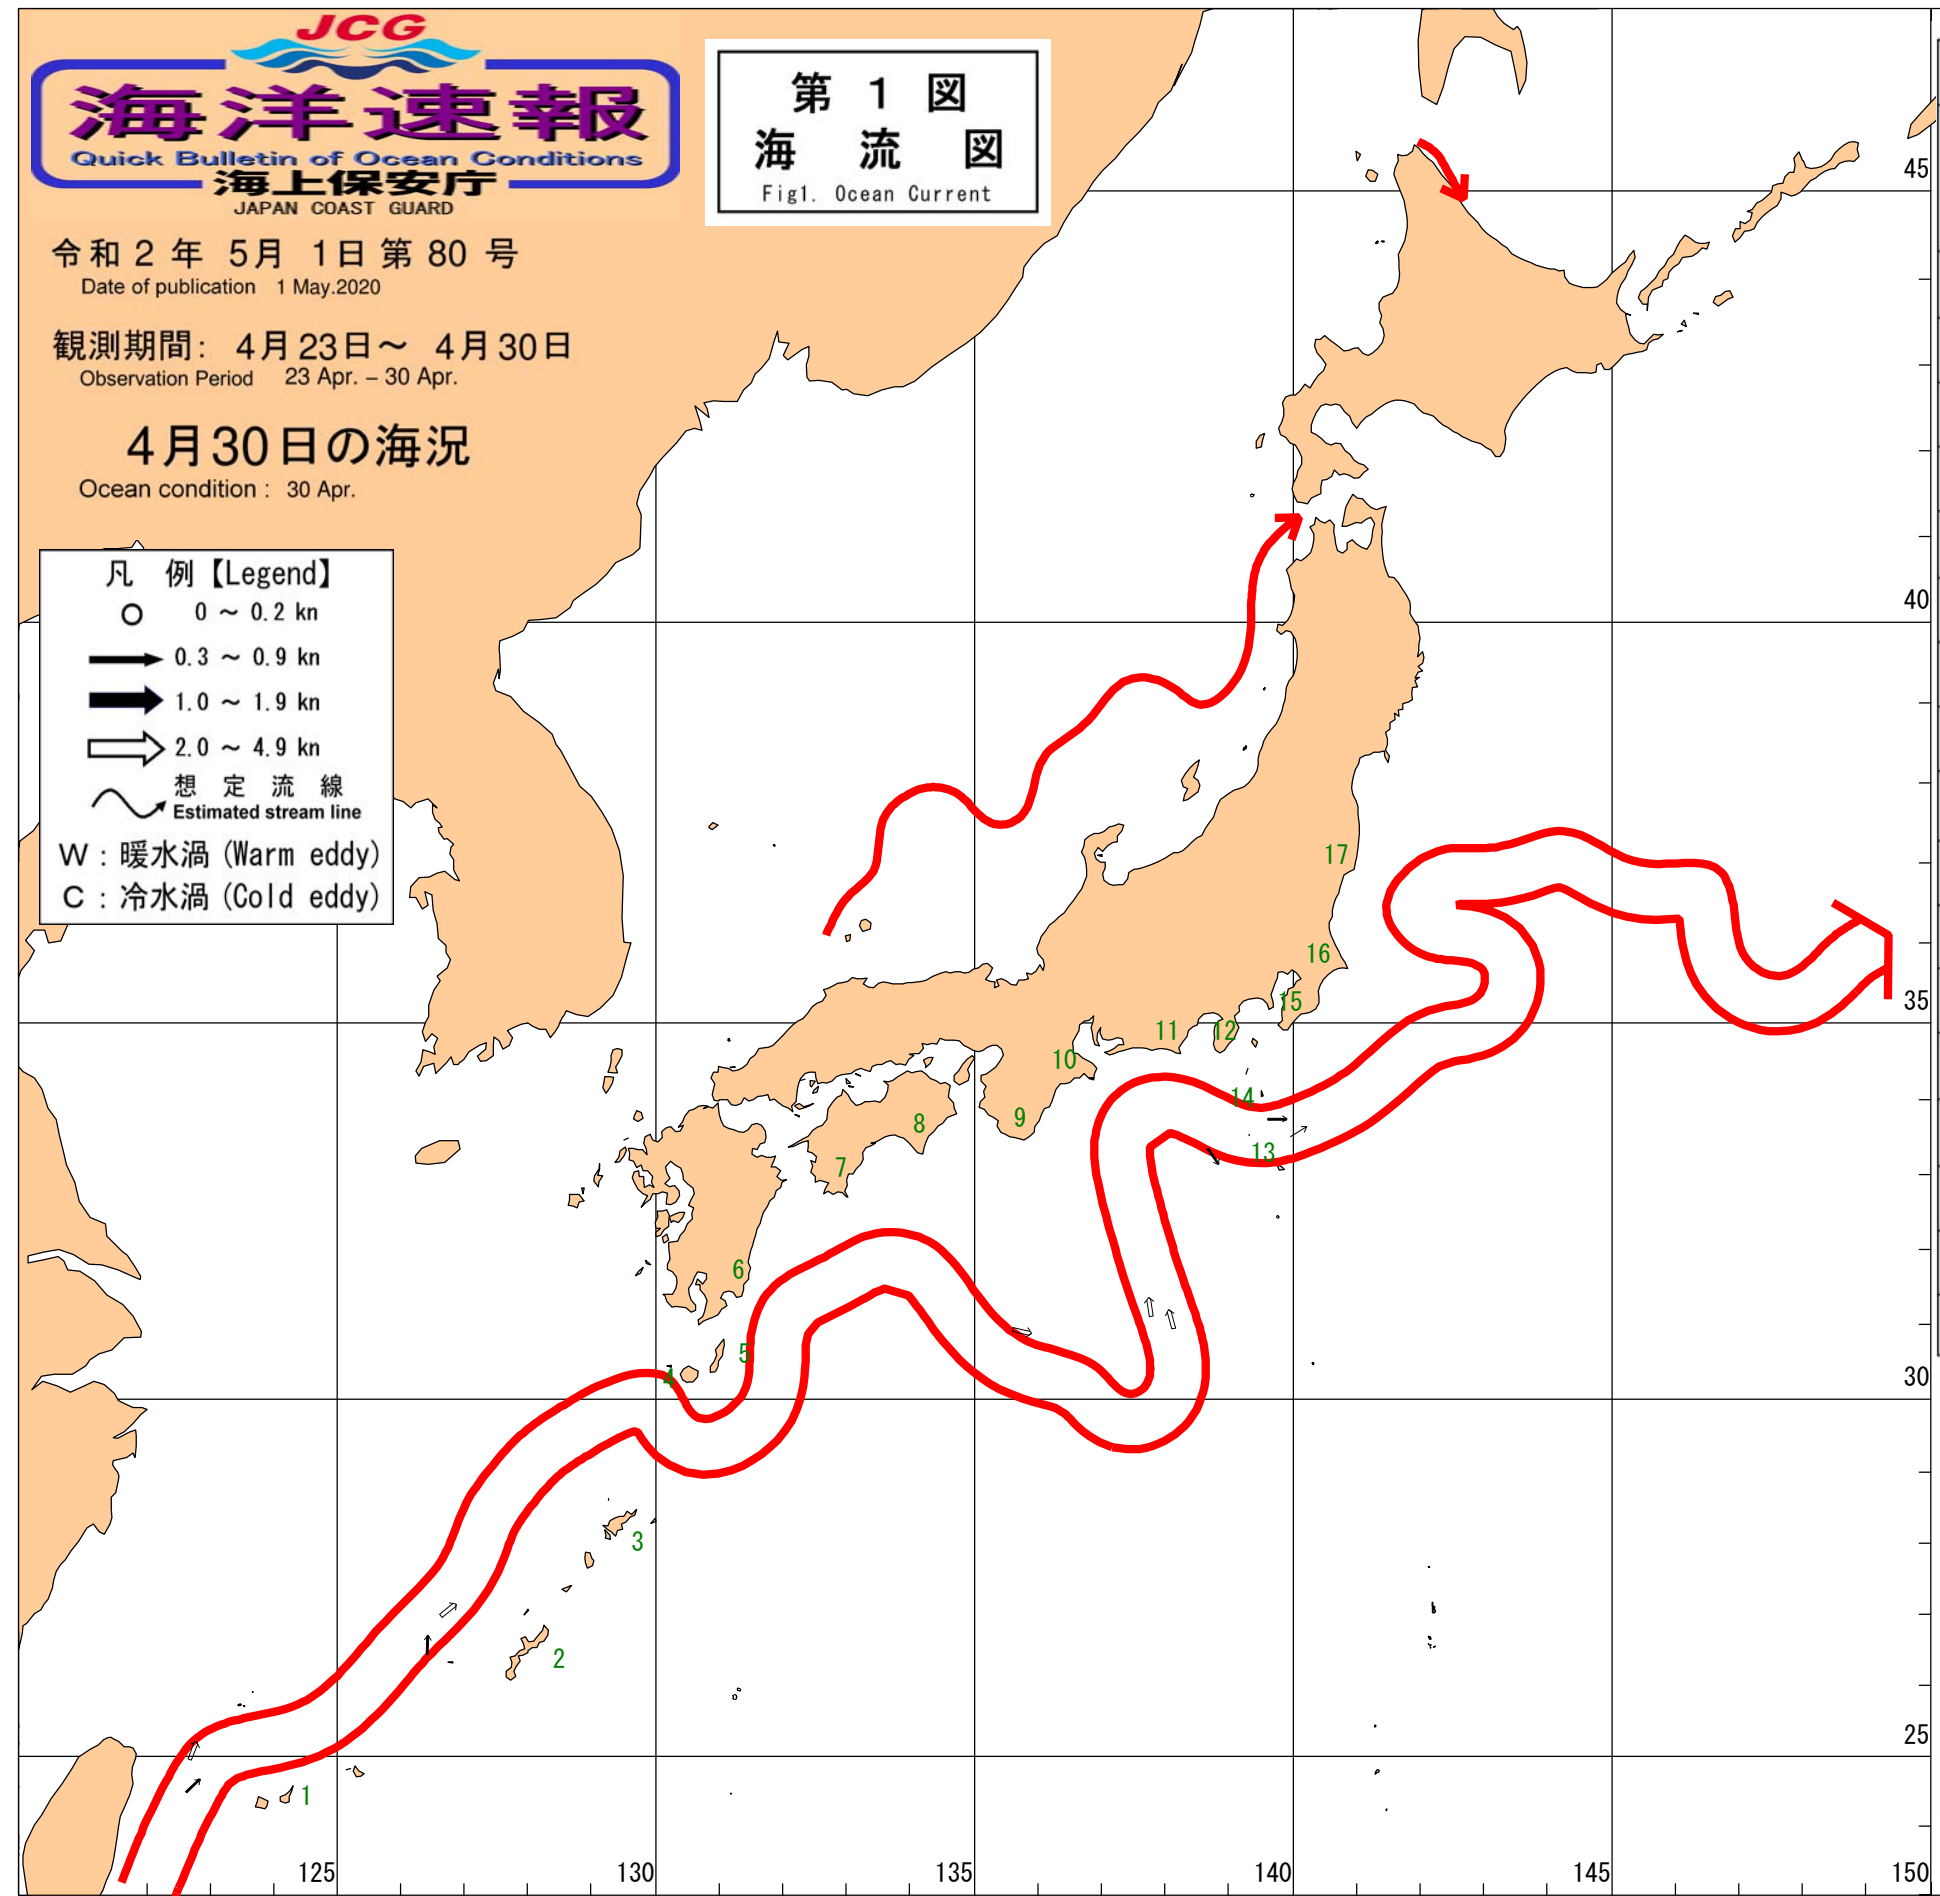 JCG
海洋速報
Quick Bulletin of Ocean Conditions
海上保安庁
JAPAN COAST GUARD
令和 2 年 5月 1日 第 80 号
Date of publication 1 May.2020
観測期間: 4月23日～ 4月30日
Observation Period 23 Apr. – 30 Apr.
4月30日の海況
Ocean condition : 30 Apr.
第 1 図
海 流 図
Fig1. Ocean Current
凡 例【Legend】
0 ～ 0.2 kn
0.3 ～ 0.9 kn
1.0 ～ 1.9 kn
2.0 ～ 4.9 kn
想 定 流 線
Estimated stream line
W : 暖水渦 (Warm eddy)
C : 冷水渦 (Cold eddy)
45
40
17
16
35
15
12
11
10
14
9
8
13
7
6
5
4
30
3
2
25
1
125
130
135
140
145
150